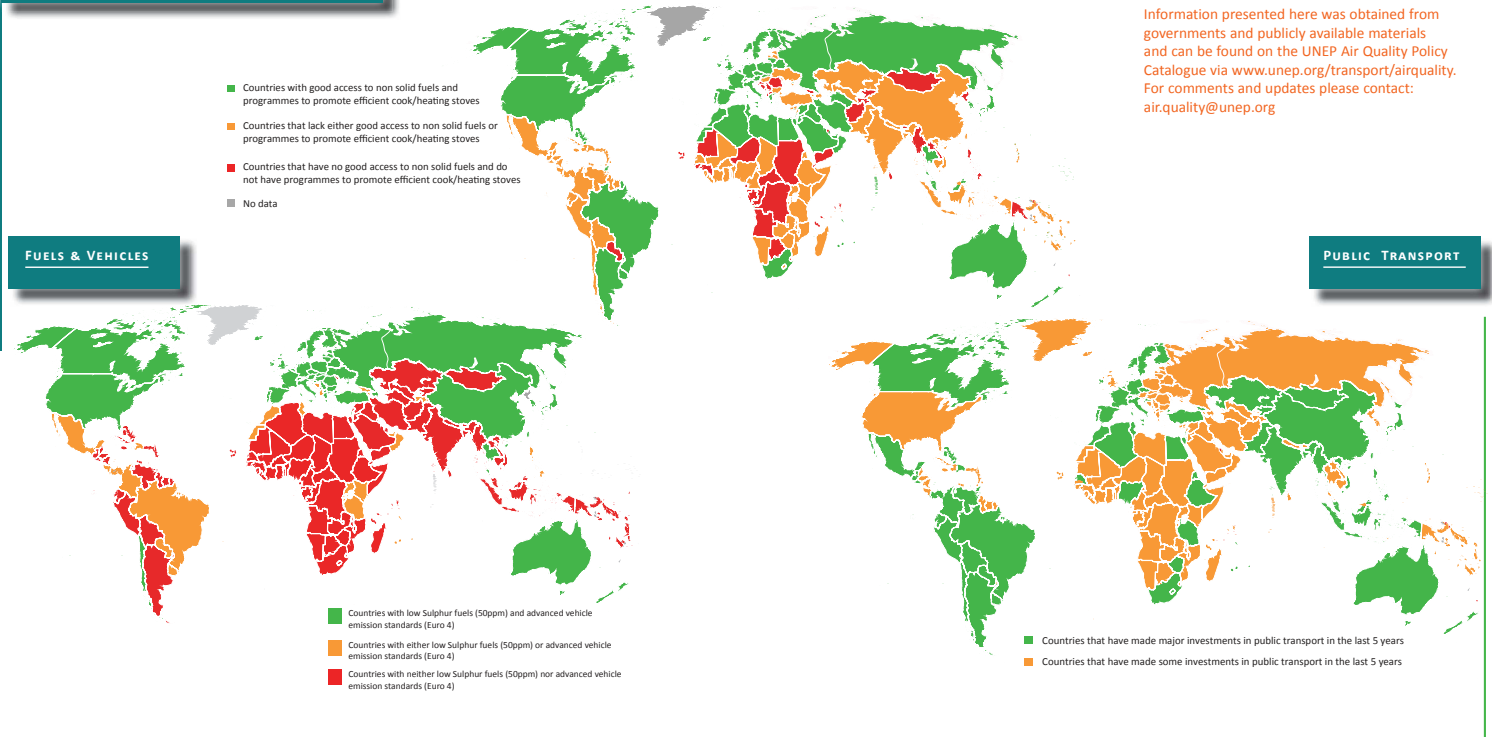 Information presented here was obtained from
governments and publicly available materials
and can be found on the UNEP Air Quality Policy
Catalogue via www.unep.org/transport/airquality.
For comments and updates please contact:
air.quality@unep.org
Countries with good access to non solid fuels and
programmes to promote efficient cook/heating stoves
Countries that lack either good access to non solid fuels or
programmes to promote efficient cook/heating stoves
Countries that have no good access to non solid fuels and do
not have programmes to promote efficient cook/heating stoves
No data
FUELS & VEHICLES
PUBLIC TRANSPORT
Countries with low Sulphur fuels (50ppm) and advanced vehicle
emission standards (Euro 4)
Countries with either low Sulphur fuels (50ppm) or advanced vehicle
emission standards (Euro 4)
Countries with neither low Sulphur fuels (50ppm) nor advanced vehicle
emission standards (Euro 4)
Countries that have made major investments in public transport in the last 5 years
Countries that have made some investments in public transport in the last 5 years